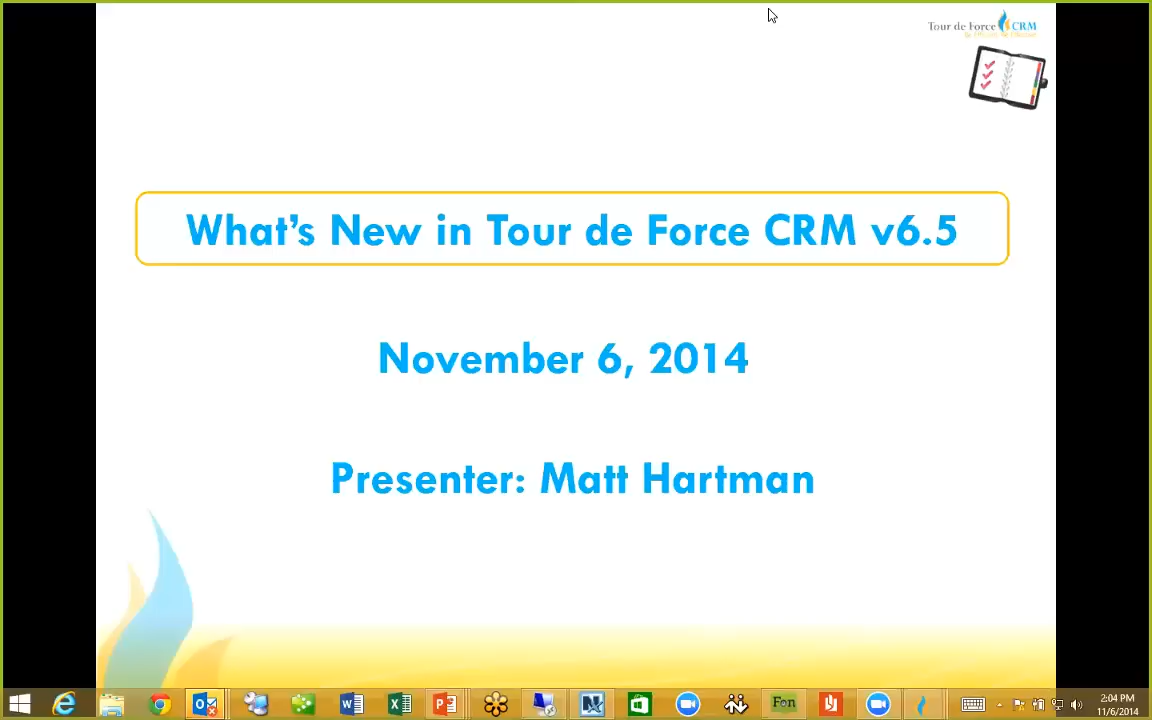 Tour de Force CRM
What's New in Tour de Force CRM v6.5
November 6, 2014
Presenter: Matt Hartman
Fon
2:04 PM
11/6/2014